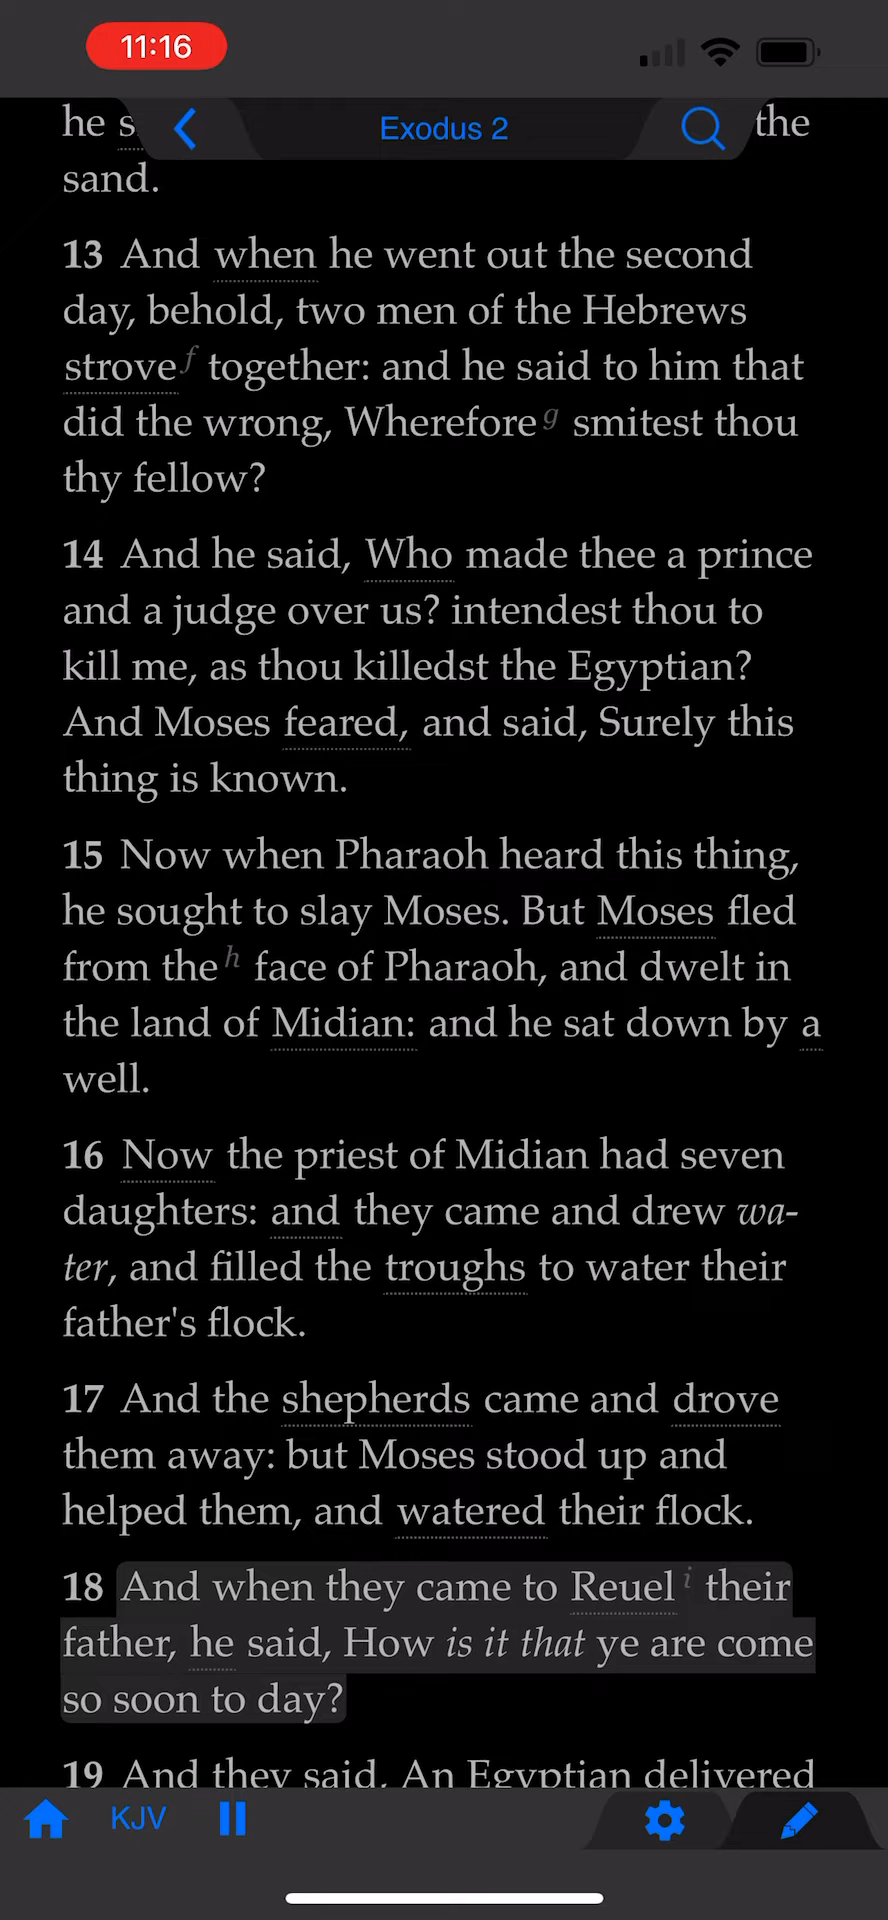 11:16
he s
Exodus 2
the
sand.
13 And when he went out the second
day, behold, two men of the Hebrews
strove f together: and he said to him that
did the wrong, Wherefore g smitest thou
thy fellow?
14 And he said, Who made thee a prince
and a judge over us? intendest thou to
kill me, as thou killedst the Egyptian?
And Moses feared, and said, Surely this
thing is known.
15 Now when Pharaoh heard this thing,
he sought to slay Moses. But Moses fled
from the h face of Pharaoh, and dwelt in
the land of Midian: and he sat down by a
well.
16 Now the priest of Midian had seven
daughters: and they came and drew wa-
ter, and filled the troughs to water their
father's flock.
17 And the shepherds came and drove
them away: but Moses stood up and
helped them, and watered their flock.
18 And when they came to Reuel i their
father, he said, How is it that ye are come
so soon to day?
19 And they said, An Egyptian delivered
KJV